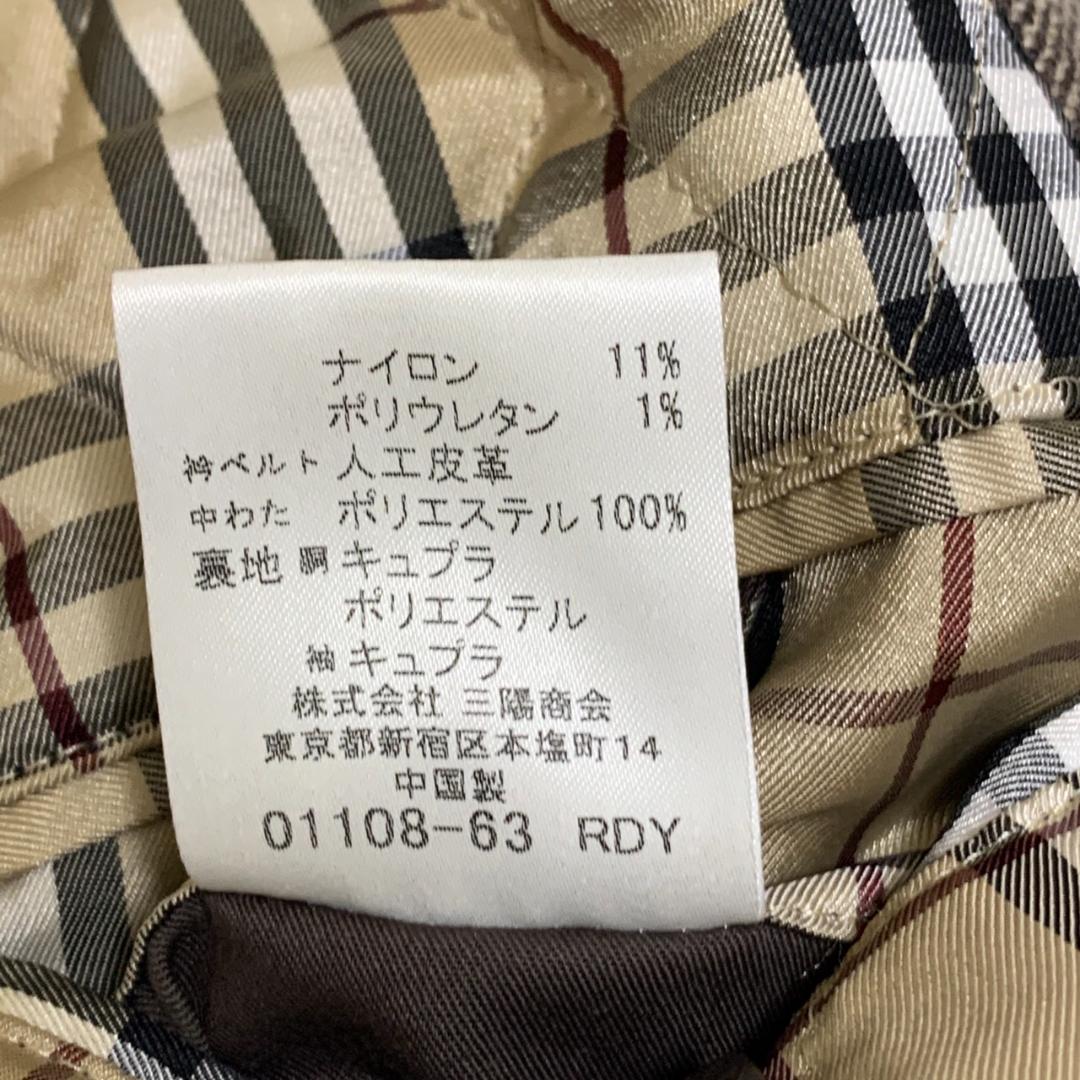 ナイロン 11%
ポリウレタン 1%
衿ベルト 人工皮革
中わた ポリエステル100%
裏地 胴 キュプラ
ポリエステル
袖 キュプラ
株式会社 三陽商会
東京都新宿区本塩町14
中国製
01108-63 RDY